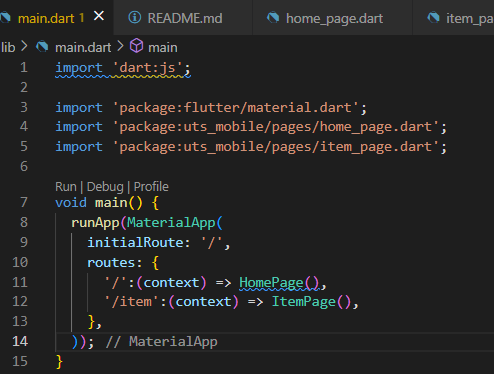 main.dart 1 × README.md home_page.dart item_pa
lib > main.dart > main
1 import 'dart:js';
2
3 import 'package:flutter/material.dart';
4 import 'package:uts_mobile/pages/home_page.dart';
5 import 'package:uts_mobile/pages/item_page.dart';
6
Run | Debug | Profile
7 void main() {
8 runApp(MaterialApp(
9 initialRoute: '/',
10 routes: {
11 '/':(context) => HomePage(),
12 '/item':(context) => ItemPage(),
13 },
14 )); // MaterialApp
15 }